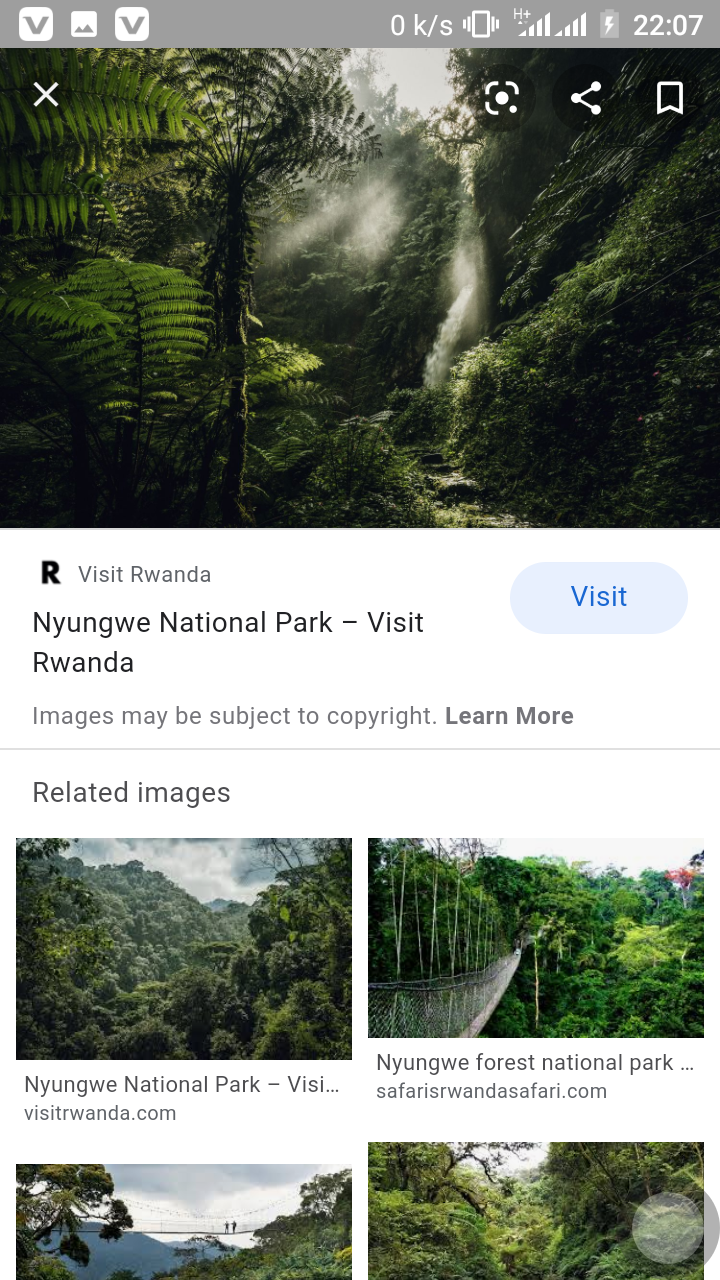 0 k/s H+ 22:07
R Visit Rwanda
Visit
Nyungwe National Park – Visit
Rwanda
Images may be subject to copyright. Learn More
Related images
Nyungwe National Park – Visi...
visitrwanda.com
Nyungwe forest national park ...
safarisrwandasafari.com